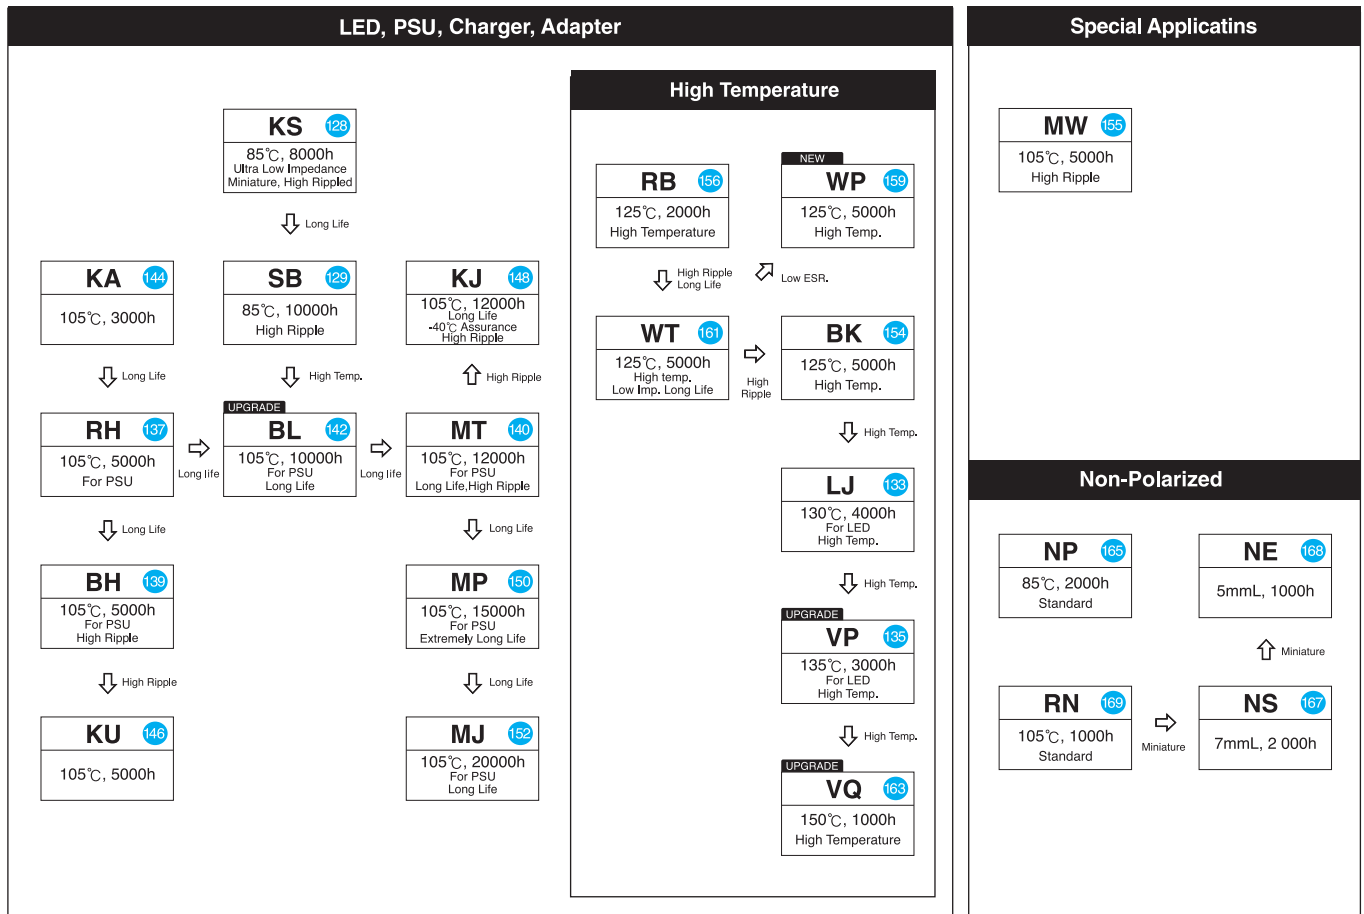 LED, PSU, Charger, Adapter
KS 128
85℃, 8000h
Ultra Low Impedance
Miniature, High Rippled
Long Life
KA 144
105℃, 3000h
SB 129
85℃, 10000h
High Ripple
KJ 148
105℃, 12000h
Long Life
-40℃ Assurance
High Ripple
Long Life
High Temp.
High Ripple
RH 137
105℃, 5000h
For PSU
Long life
UPGRADE
BL 142
105℃, 10000h
For PSU
Long Life
Long life
MT 140
105℃, 12000h
For PSU
Long Life,High Ripple
Long Life
Long Life
BH 139
105℃, 5000h
For PSU
High Ripple
MP 150
105℃, 15000h
For PSU
Extremely Long Life
High Ripple
Long Life
KU 146
105℃, 5000h
MJ 152
105℃, 20000h
For PSU
Long Life
High Temperature
RB 156
125℃, 2000h
High Temperature
NEW
WP 159
125℃, 5000h
High Temp.
High Ripple
Long Life
Low ESR.
WT 161
125℃, 5000h
High temp.
Low Imp. Long Life
High
Ripple
BK 154
125℃, 5000h
High Temp.
High Temp.
LJ 133
130℃, 4000h
For LED
High Temp.
High Temp.
UPGRADE
VP 135
135℃, 3000h
For LED
High Temp.
High Temp.
UPGRADE
VQ 163
150℃, 1000h
High Temperature
Special Applicatins
MW 155
105℃, 5000h
High Ripple
Non-Polarized
NP 165
85℃, 2000h
Standard
NE 168
5mmL, 1000h
Miniature
RN 169
105℃, 1000h
Standard
Miniature
NS 167
7mmL, 2 000h